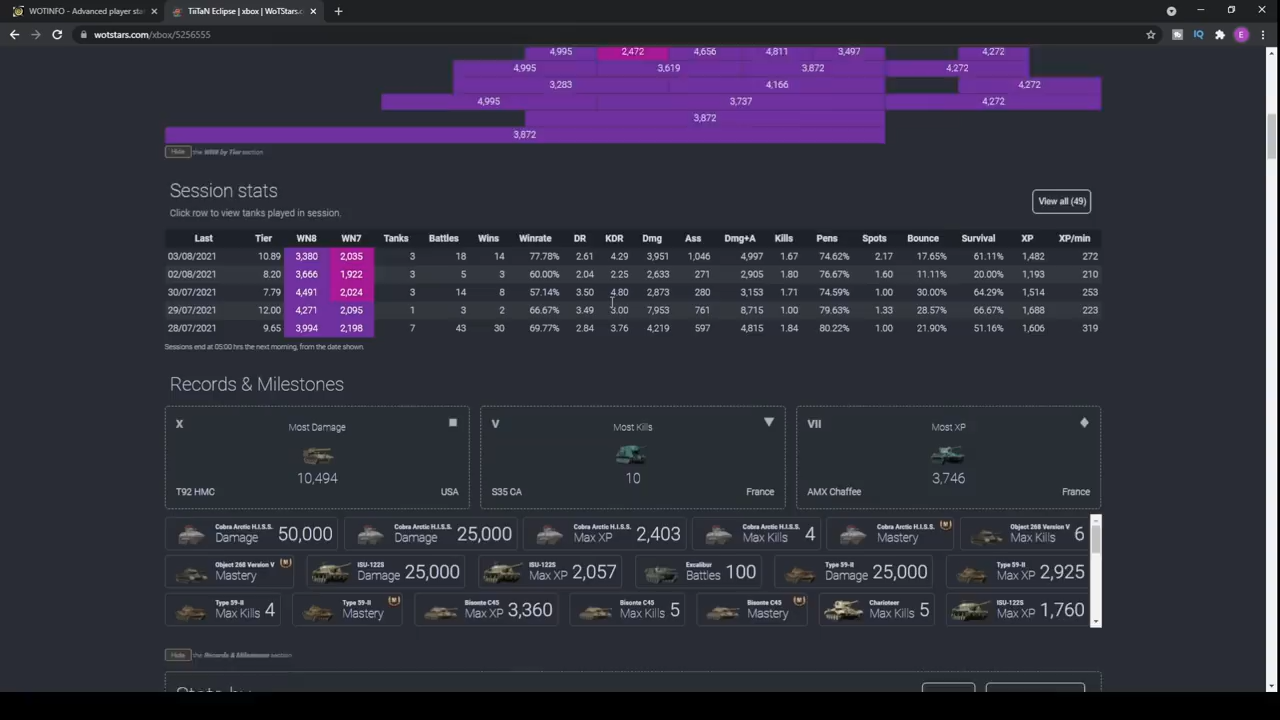 WOTINFO - Advanced player sta
TiiTaN Eclipse | xbox | WoTStars.c
wotstars.com/xbox/5256555
E
4,995 2,472 4,656 4,811 3,497 4,272
4,995 3,619 3,872 4,272
3,283 4,166 4,272
4,995 3,737 4,272
3,872
3,872
Hide the WN8 by Tier section
Session stats
View all (49)
Click row to view tanks played in session.
Last Tier WN8 WN7 Tanks Battles Wins Winrate DR KDR Dmg Ass Dmg+A Kills Pens Spots Bounce Survival XP XP/min
03/08/2021 10.89 3,380 2,035 3 18 14 77.78% 2.61 4.29 3,951 1,046 4,997 1.67 74.62% 2.17 17.65% 61.11% 1,482 272
02/08/2021 8.20 3,666 1,922 3 5 3 60.00% 2.04 2.25 2,633 271 2,905 1.80 76.67% 1.60 11.11% 20.00% 1,193 210
30/07/2021 7.79 4,491 2,024 3 14 8 57.14% 3.50 4.80 2,873 280 3,153 1.71 74.59% 1.00 30.00% 64.29% 1,514 253
29/07/2021 12.00 4,271 2,095 1 3 2 66.67% 3.49 3.00 7,953 761 8,715 1.00 79.63% 1.33 28.57% 66.67% 1,688 223
28/07/2021 9.65 3,994 2,198 7 43 30 69.77% 2.84 3.76 4,219 597 4,815 1.84 80.22% 1.00 21.90% 51.16% 1,606 319
Sessions end at 05:00 hrs the next morning, from the date shown.
Records & Milestones
X Most Damage
10,494
T92 HMC USA
V Most Kills
10
S35 CA France
VII Most XP
3,746
AMX Chaffee France
Cobra Arctic H.I.S.S. Damage 50,000
Cobra Arctic H.I.S.S. Damage 25,000
Cobra Arctic H.I.S.S. Max XP 2,403
Cobra Arctic H.I.S.S. Max Kills 4
Cobra Arctic H.I.S.S. Mastery
Object 268 Version V Max Kills 6
Object 268 Version V Mastery
ISU-122S Damage 25,000
ISU-122S Max XP 2,057
Excalibur Battles 100
Type 59-II Damage 25,000
Type 59-II Max XP 2,925
Type 59-II Max Kills 4
Type 59-II Mastery
Bisonte C45 Max XP 3,360
Bisonte C45 Max Kills 5
Bisonte C45 Mastery
Charioteer Max Kills 5
ISU-122S Max XP 1,760
Hide the Records & Milestones section
Stats by